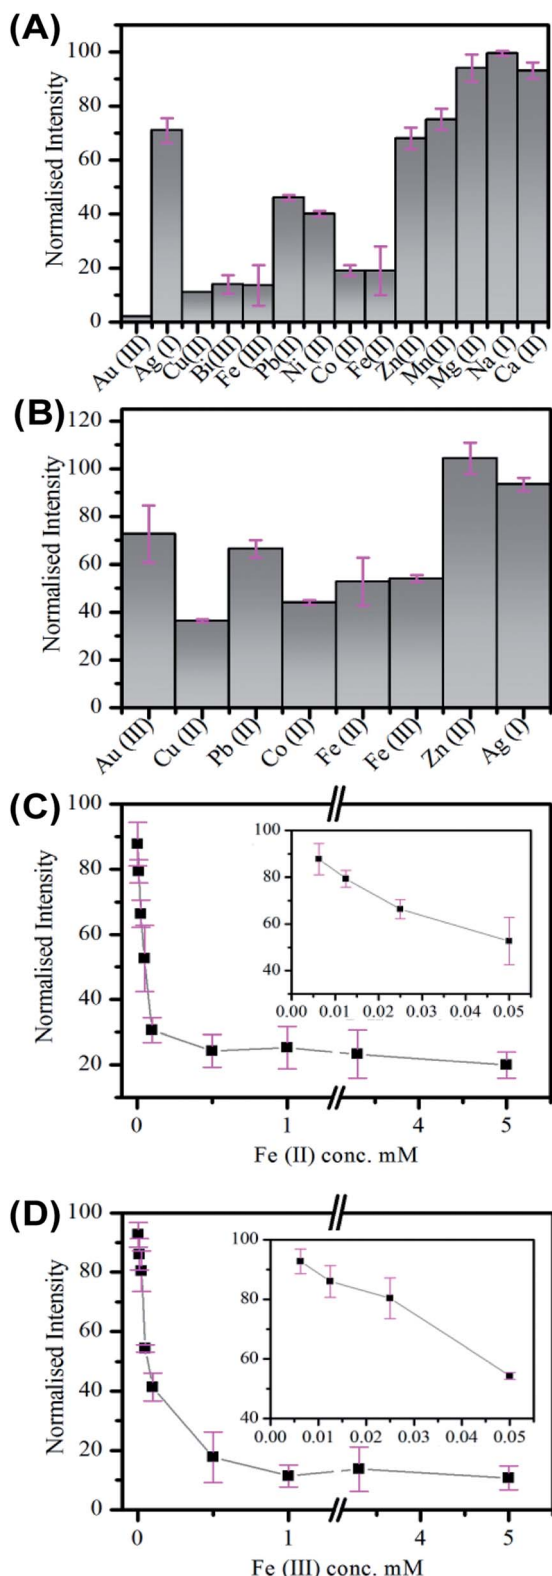 (A)
Normalised Intensity
100
80
60
40
20
0
Au (III)
Ag (I)
Cu(II)
Bi(III)
Fe (III)
Pb(II)
Ni (II)
Co (II)
Fe(II)
Zn(II)
Mn(II)
Mg (II)
Na (I)
Ca (II)
(B)
Normalised Intensity
120
100
80
60
40
20
0
Au (III)
Cu (II)
Pb (II)
Co (II)
Fe (II)
Fe (III)
Zn (II)
Ag (I)
(C)
Normalised Intensity
100
80
60
40
20
100
80
60
40
0.00 0.01 0.02 0.03 0.04 0.05
0 1 4 5
Fe (II) conc. mM
(D)
Normalised Intensity
100
80
60
40
20
0
100
80
60
40
0.00 0.01 0.02 0.03 0.04 0.05
0 1 4 5
Fe (III) conc. mM